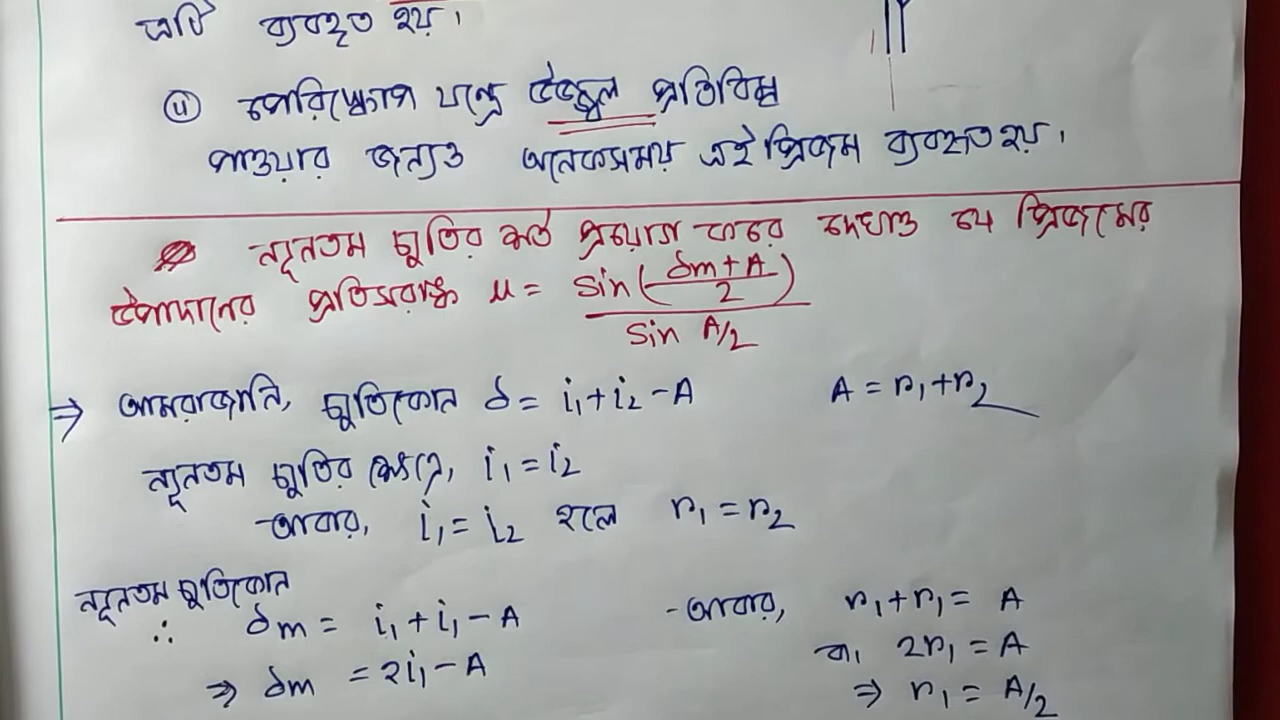 এটি ব্যবহৃত হয়।
(ii) পেরিস্কোপ যন্ত্রে উজ্জ্বল প্রতিবিম্ব
পাওয়ার জন্যও অনেকসময় এই প্রিজম ব্যবহৃত হয়।
ন্যূনতম চ্যুতির শর্ত প্রয়োগ করে দেখাও যে প্রিজমের
উপাদানের প্রতিসরাঙ্ক μ = sin((δm + A)/2) / sin A/2
⇒ আমরাজানি, চ্যুতিকোন δ = i₁ + i₂ - A A = r₁ + r₂
ন্যূনতম চ্যুতির ক্ষেত্রে, i₁ = i₂
আবার, i₁ = i₂ হলে r₁ = r₂
ন্যূনতম চ্যুতিকোন
∴ δm = i₁ + i₁ - A আবার, r₁ + r₁ = A
⇒ δm = 2i₁ - A বা, 2r₁ = A
⇒ r₁ = A/2